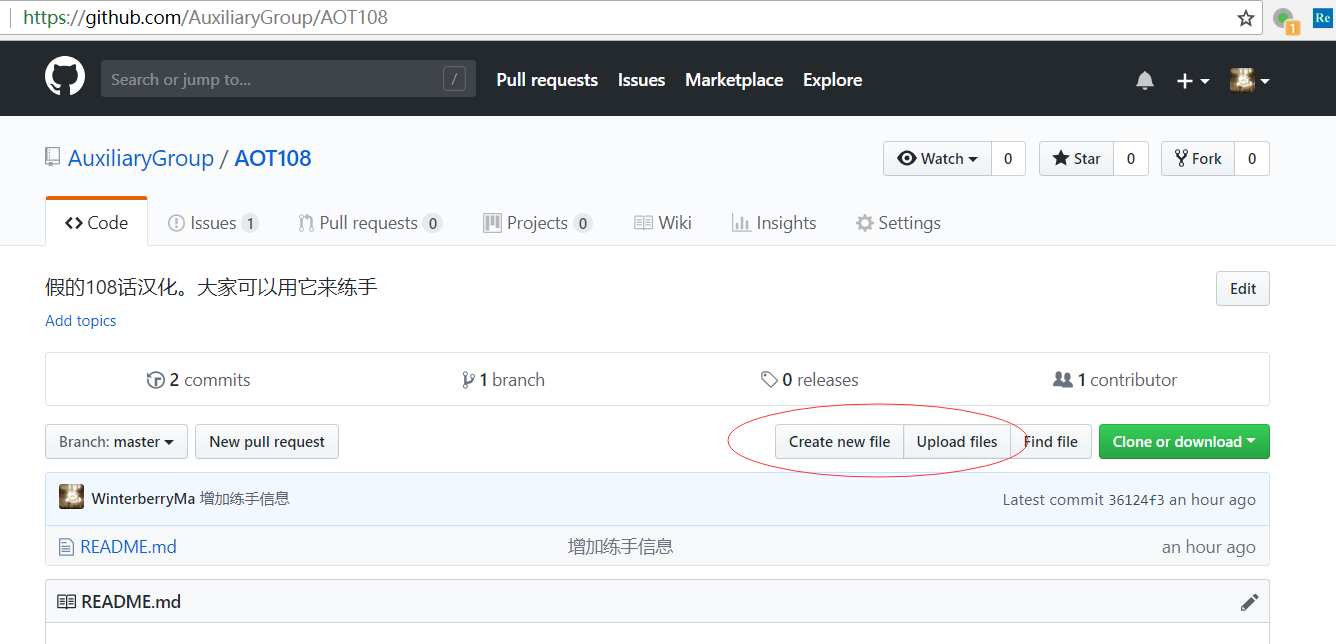 https://github.com/AuxiliaryGroup/AOT108
1
Re
Search or jump to... / Pull requests Issues Marketplace Explore
AuxiliaryGroup / AOT108 Watch 0 Star 0 Fork 0
Code Issues 1 Pull requests 0 Projects 0 Wiki Insights Settings
假的108话汉化。大家可以用它来练手 Edit
Add topics
2 commits 1 branch 0 releases 1 contributor
Branch: master New pull request Create new file Upload files Find file Clone or download
WinterberryMa 增加练手信息 Latest commit 36124f3 an hour ago
README.md 增加练手信息 an hour ago
README.md